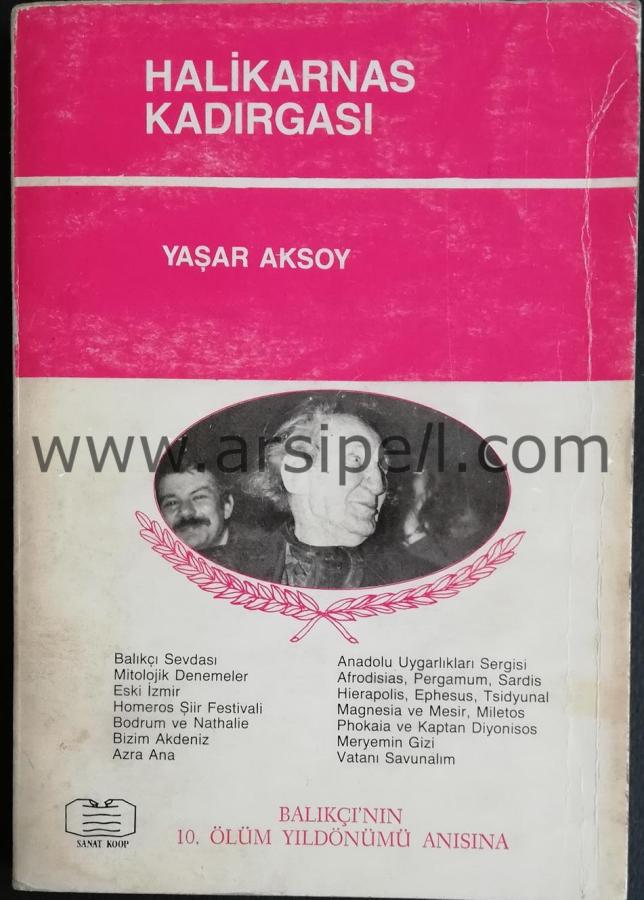 HALİKARNAS
KADIRGASI
YAŞAR AKSOY
www.arsipell.com
Balıkçı Sevdası
Mitolojik Denemeler
Eski İzmir
Homeros Şiir Festivali
Bodrum ve Nathalie
Bizim Akdeniz
Azra Ana
Anadolu Uygarlıkları Sergisi
Afrodisias, Pergamum, Sardis
Hierapolis, Ephesus, Tsidyunal
Magnesia ve Mesir, Miletos
Phokaia ve Kaptan Diyonisos
Meryemin Gizi
Vatanı Savunalım
SANAT KOOP
BALIKÇI'NIN
10. ÖLÜM YILDÖNÜMÜ ANISINA